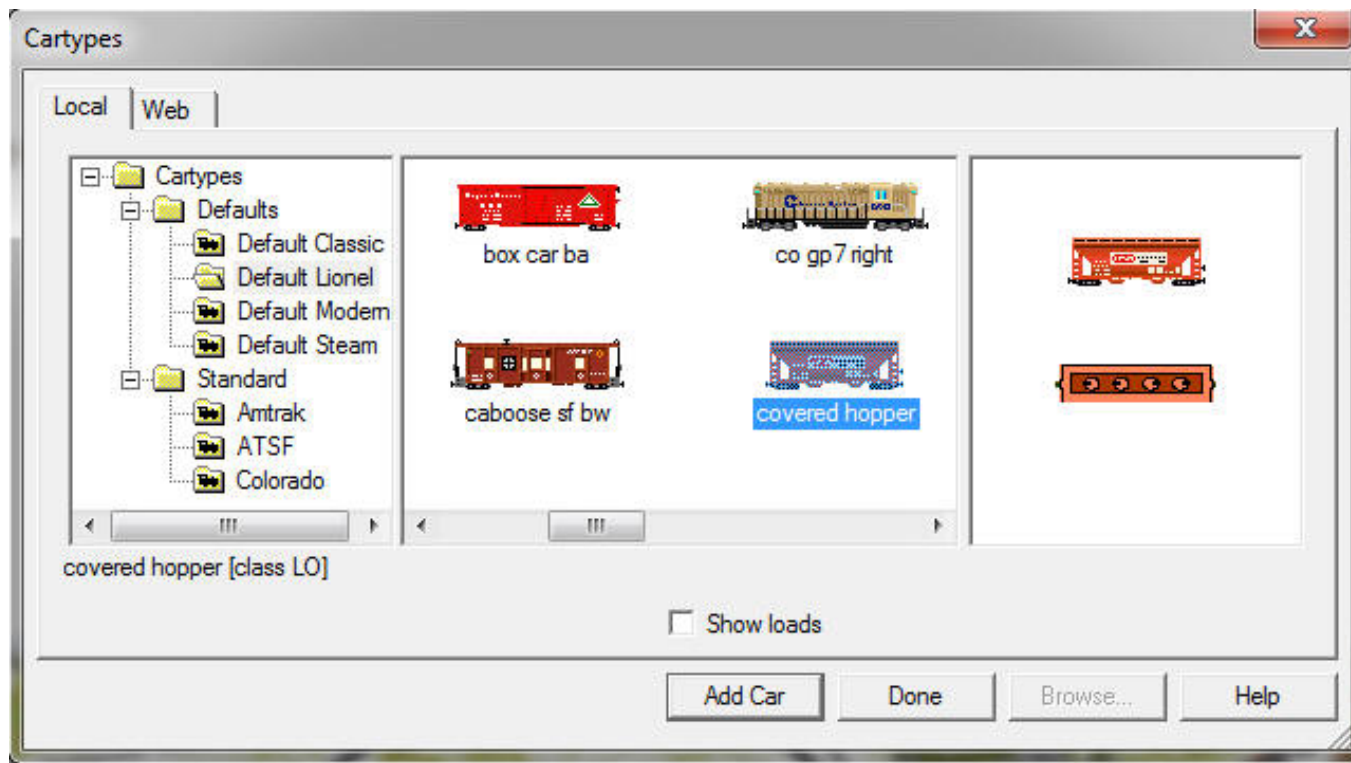 Cartypes
Local
Web
Cartypes
Defaults
Default Classic
Default Lionel
Default Modern
Default Steam
Standard
Amtrak
ATSF
Colorado
box car ba
co gp7 right
caboose sf bw
covered hopper
covered hopper [class LO]
Show loads
Add Car
Done
Browse...
Help